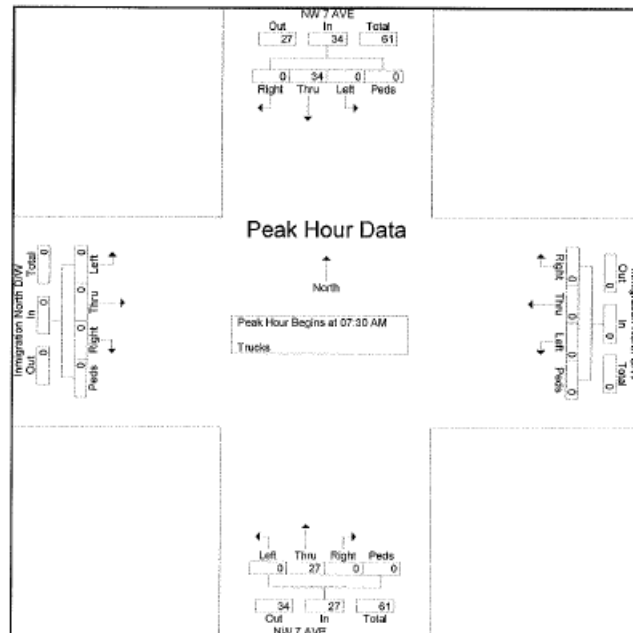 NW 7 AVE
Out In Total
27 34 61
0 34 0 0
Right Thru Left Peds
Peak Hour Data
North
Peak Hour Begins at 07:30 AM
Trucks
Inmigration North D/W
Out In Total
0 0 0
Left Thru Right Peds
0 0 0 0
Right Thru Left Peds
0 0 0 0
Out In Total
0 0 0
Left Thru Right Peds
0 27 0 0
34 27 61
Out In Total
NW 7 AVE